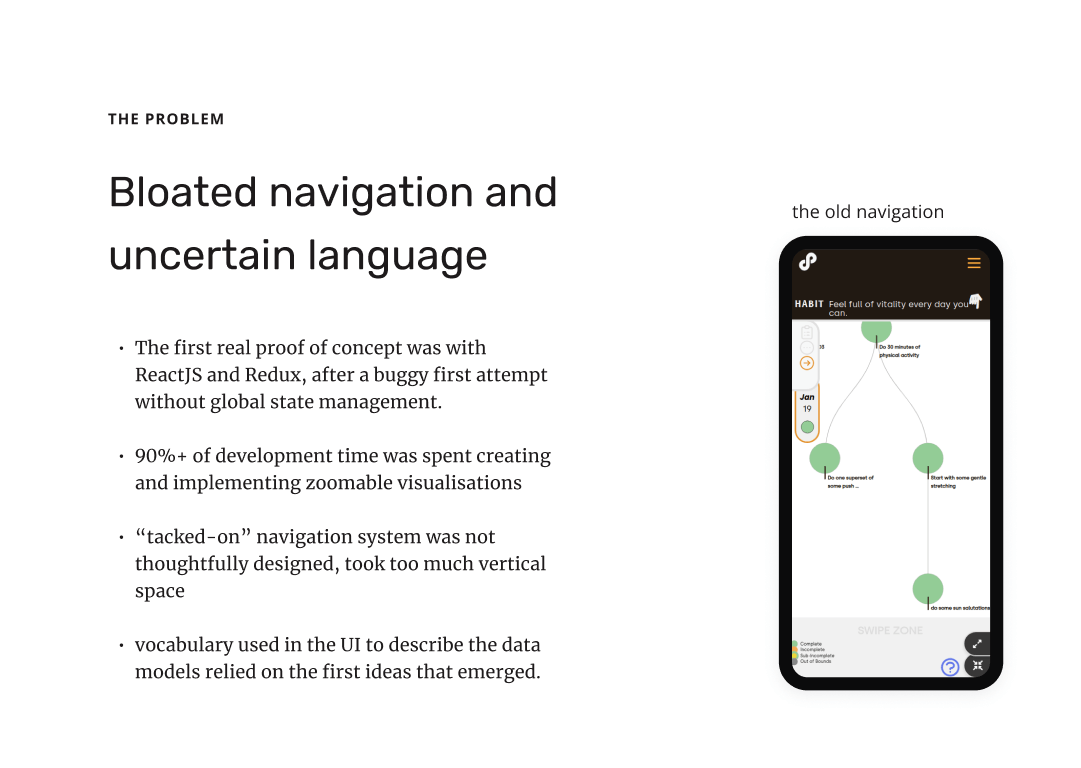 THE PROBLEM
Bloated navigation and
uncertain language
• The first real proof of concept was with
ReactJS and Redux, after a buggy first attempt
without global state management.
• 90%+ of development time was spent creating
and implementing zoomable visualisations
• “tacked-on” navigation system was not
thoughtfully designed, took too much vertical
space
• vocabulary used in the UI to describe the data
models relied on the first ideas that emerged.
the old navigation
HABIT Feel full of vitality every day you
can.
Do 30 minutes of
physical activity
Jan
19
Do one superset of
some push ...
Start with some gentle
stretching
do some sun salutations
SWIPE ZONE
Complete
Incomplete
Sub Incomplete
Out of Bounds
?